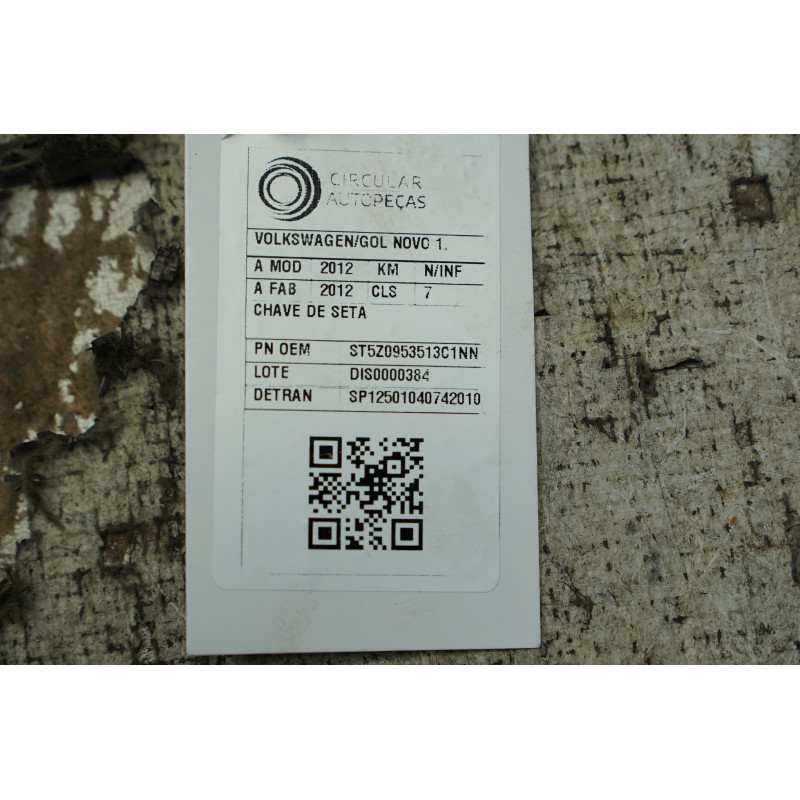 CIRCULAR
AUTOPEÇAS
VOLKSWAGEN/GOL NOVO 1.
A MOD 2012 KM N/INF
A FAB 2012 CLS 7
CHAVE DE SETA
PN OEM ST5Z0953513C1NN
LOTE DIS0000384
DETRAN SP12501040742010